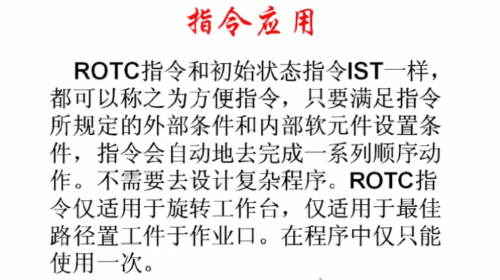 指令应用
ROTC指令和初始状态指令IST一样，
都可以称之为方便指令，只要满足指令
所规定的外部条件和内部软元件设置条
件，指令会自动地去完成一系列顺序动
作。不需要去设计复杂程序。ROTC指
令仅适用于旋转工作台，仅适用于最佳
路径置工件于作业口。在程序中仅只能
使用一次。